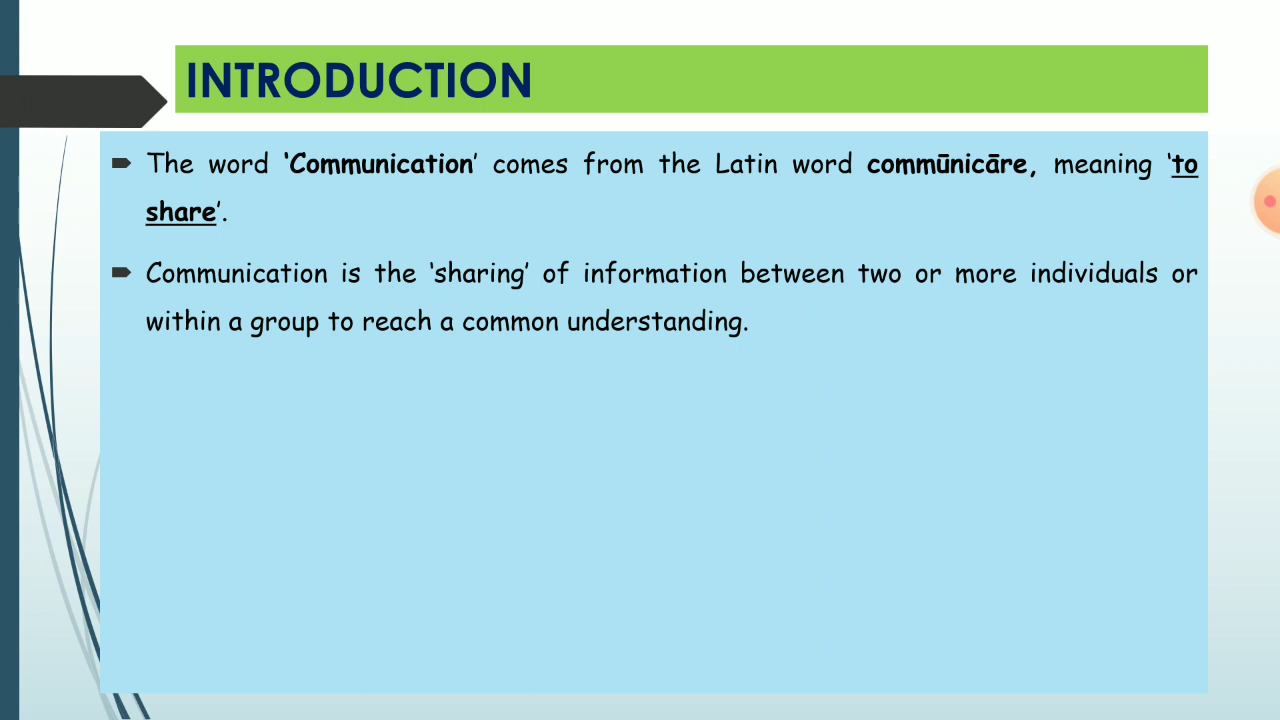 INTRODUCTION
The word ‘Communication’ comes from the Latin word commūnicāre, meaning ‘to
share’.
Communication is the ‘sharing’ of information between two or more individuals or
within a group to reach a common understanding.